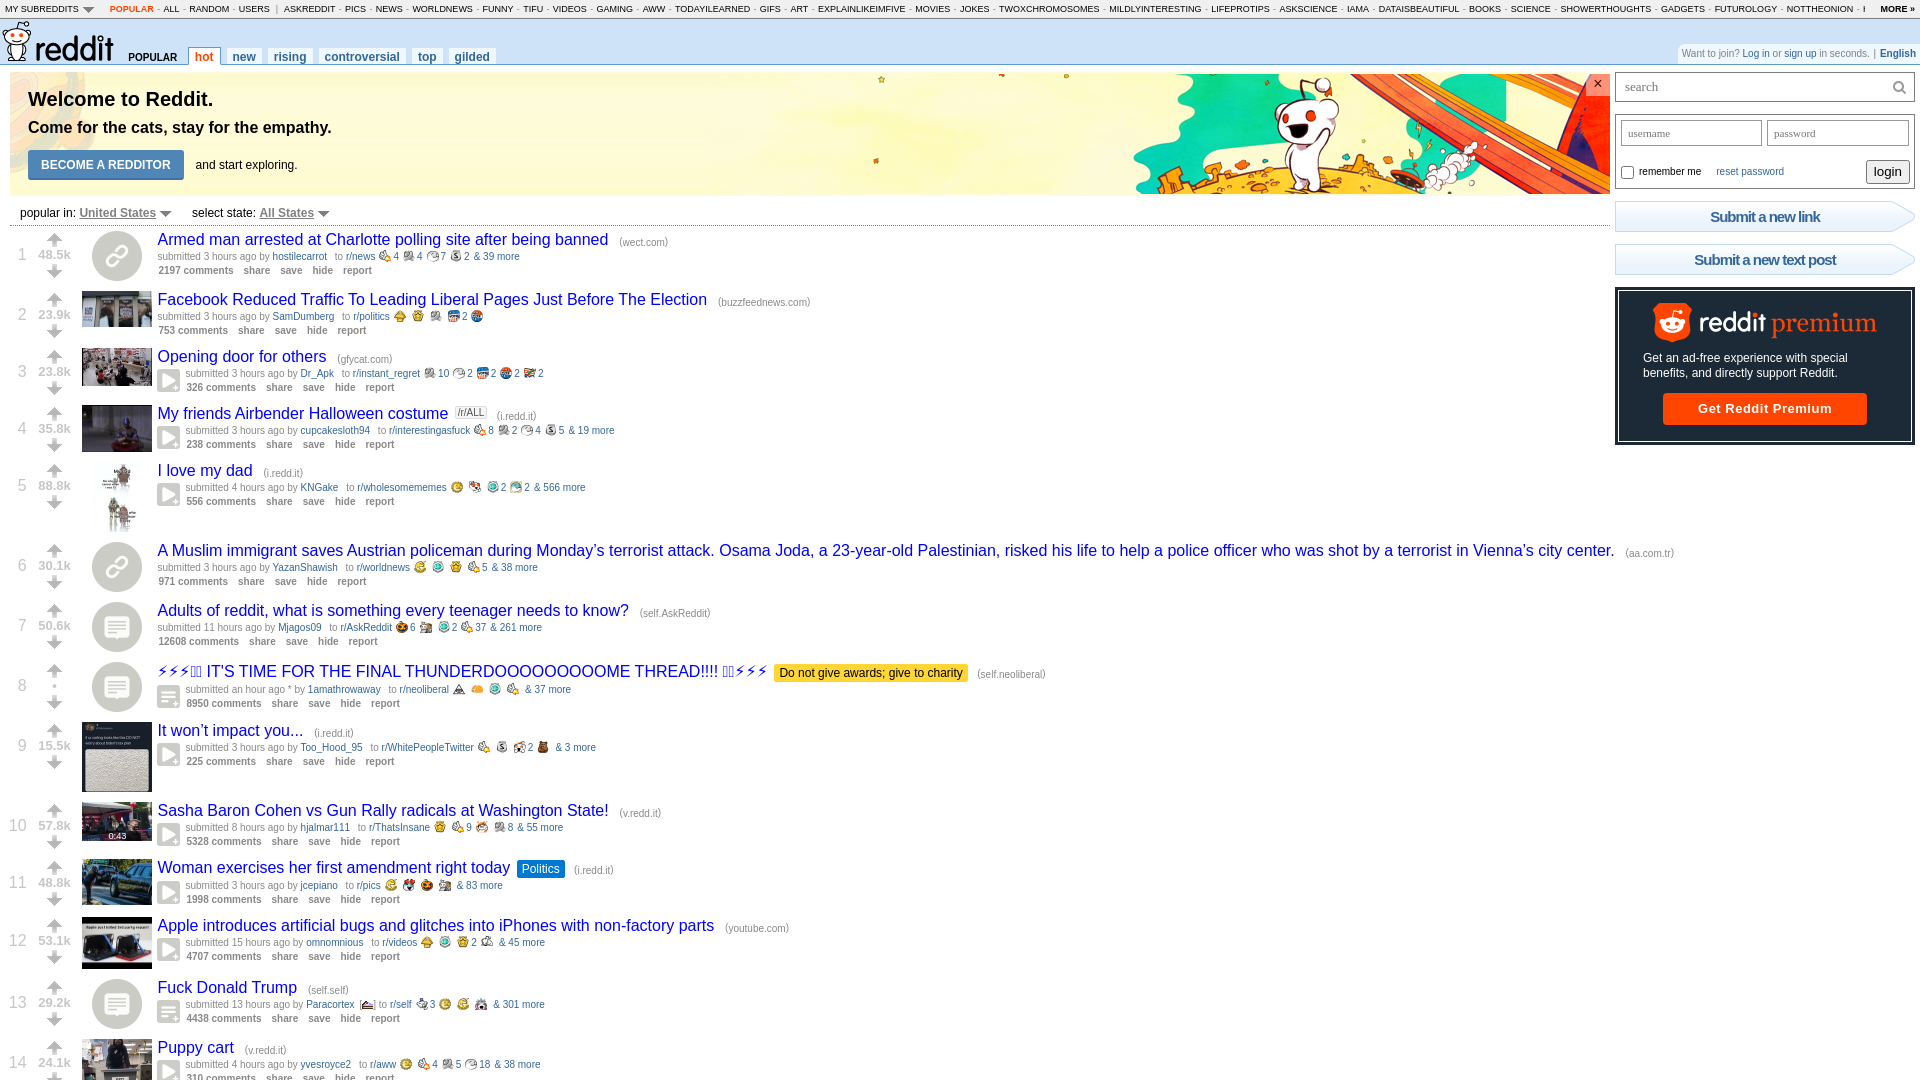 MY SUBREDDITS POPULAR - ALL - RANDOM - USERS | ASKREDDIT - PICS - NEWS - WORLDNEWS - FUNNY - TIFU - VIDEOS - GAMING - AWW - TODAYILEARNED - GIFS - ART - EXPLAINLIKEIMFIVE - MOVIES - JOKES - TWOXCHROMOSOMES - MILDLYINTERESTING - LIFEPROTIPS - ASKSCIENCE - IAMA - DATAISBEAUTIFUL - BOOKS - SCIENCE - SHOWERTHOUGHTS - GADGETS - FUTUROLOGY - NOTTHEONION - MORE »
reddit POPULAR hot new rising controversial top gilded
Want to join? Log in or sign up in seconds. | English
Welcome to Reddit.
Come for the cats, stay for the empathy.
BECOME A REDDITOR and start exploring.
×
search
username password
remember me reset password login
Submit a new link
Submit a new text post
reddit premium
Get an ad-free experience with special
benefits, and directly support Reddit.
Get Reddit Premium
popular in: United States select state: All States
1 48.5k Armed man arrested at Charlotte polling site after being banned (wect.com)
submitted 3 hours ago by hostilecarrot to r/news 4 4 7 2 & 39 more
2197 comments share save hide report
2 23.9k Facebook Reduced Traffic To Leading Liberal Pages Just Before The Election (buzzfeednews.com)
submitted 3 hours ago by SamDumberg to r/politics 2
753 comments share save hide report
3 23.8k Opening door for others (gfycat.com)
submitted 3 hours ago by Dr_Apk to r/instant_regret 10 2 2 2 2
326 comments share save hide report
4 35.8k My friends Airbender Halloween costume /r/ALL (i.redd.it)
submitted 3 hours ago by cupcakesloth94 to r/interestingasfuck 8 2 4 5 & 19 more
238 comments share save hide report
5 88.8k I love my dad (i.redd.it)
submitted 4 hours ago by KNGake to r/wholesomememes 2 2 & 566 more
556 comments share save hide report
6 30.1k A Muslim immigrant saves Austrian policeman during Monday’s terrorist attack. Osama Joda, a 23-year-old Palestinian, risked his life to help a police officer who was shot by a terrorist in Vienna’s city center. (aa.com.tr)
submitted 3 hours ago by YazanShawish to r/worldnews 5 & 38 more
971 comments share save hide report
7 50.6k Adults of reddit, what is something every teenager needs to know? (self.AskReddit)
submitted 11 hours ago by Mjagos09 to r/AskReddit 6 2 37 & 261 more
12608 comments share save hide report
8 • ⚡⚡⚡ IT'S TIME FOR THE FINAL THUNDERDOOOOOOOOOME THREAD!!!! ⚡⚡⚡ Do not give awards; give to charity (self.neoliberal)
submitted an hour ago * by 1amathrowaway to r/neoliberal & 37 more
8950 comments share save hide report
9 15.5k It won’t impact you... (i.redd.it)
submitted 3 hours ago by Too_Hood_95 to r/WhitePeopleTwitter 2 & 3 more
225 comments share save hide report
10 57.8k Sasha Baron Cohen vs Gun Rally radicals at Washington State! (v.redd.it)
0:43
submitted 8 hours ago by hjalmar111 to r/ThatsInsane 9 8 & 55 more
5328 comments share save hide report
11 48.8k Woman exercises her first amendment right today Politics (i.redd.it)
submitted 3 hours ago by jcepiano to r/pics & 83 more
1998 comments share save hide report
12 53.1k Apple introduces artificial bugs and glitches into iPhones with non-factory parts (youtube.com)
submitted 15 hours ago by omnomnious to r/videos 2 & 45 more
4707 comments share save hide report
13 29.2k Fuck Donald Trump (self.self)
submitted 13 hours ago by Paracortex [ ] to r/self 3 & 301 more
4438 comments share save hide report
14 24.1k Puppy cart (v.redd.it)
submitted 4 hours ago by yvesroyce2 to r/aww 4 5 18 & 38 more
310 comments share save hide report